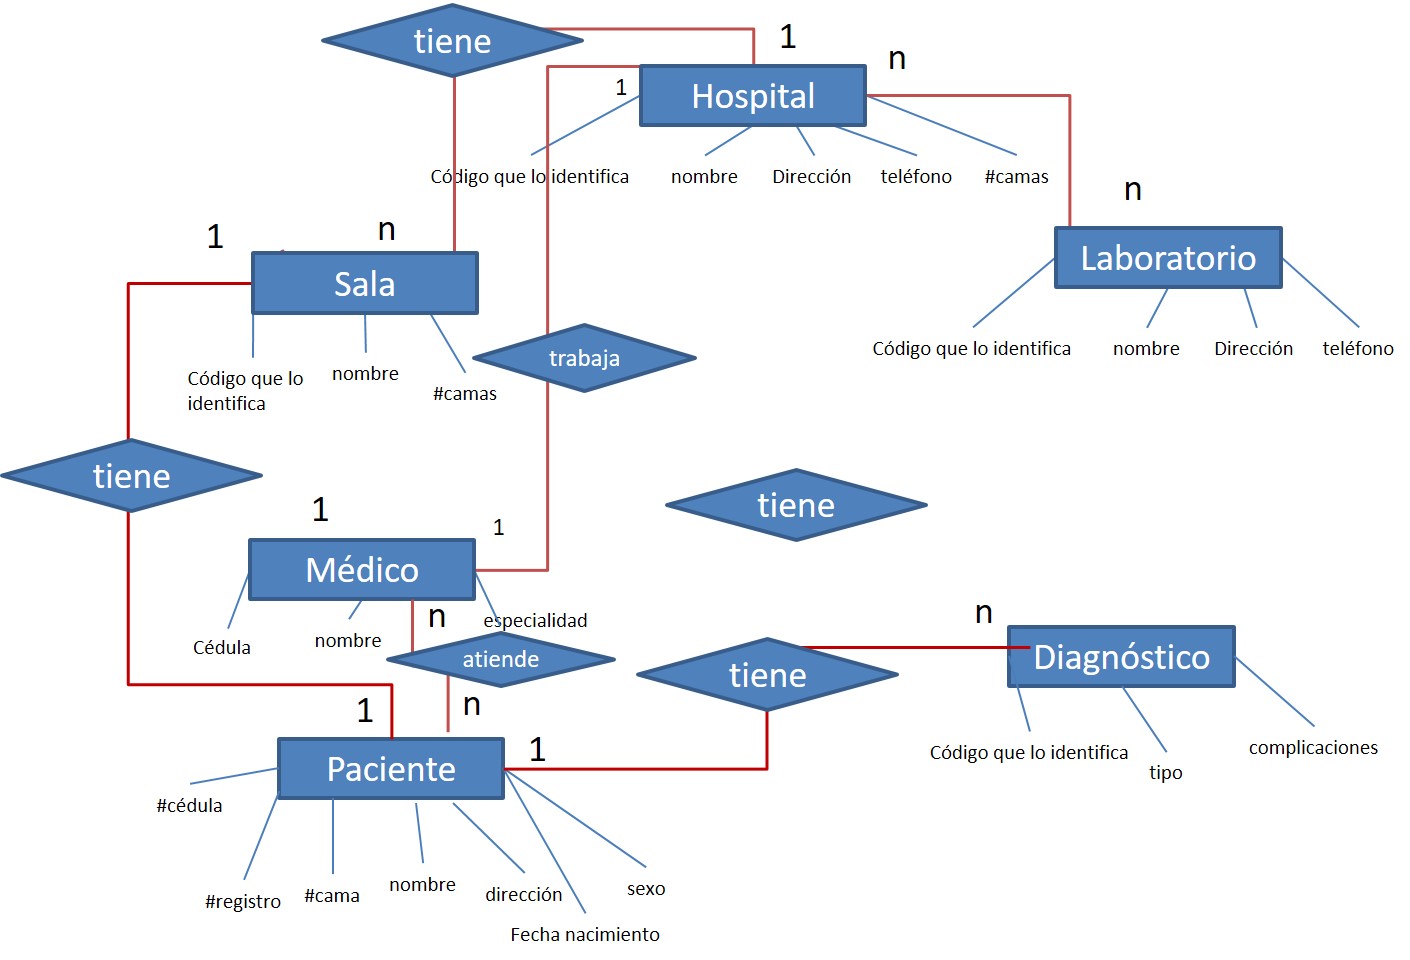 tiene
1
n
Hospital
1
Código que lo identifica
nombre
Dirección
teléfono
#camas
n
1
n
Sala
Laboratorio
Código que lo
identifica
nombre
#camas
trabaja
Código que lo identifica
nombre
Dirección
teléfono
tiene
tiene
1
1
Médico
n
especialidad
Cédula
nombre
atiende
n
Diagnóstico
tiene
1
n
1
Paciente
Código que lo identifica
tipo
complicaciones
#cédula
#registro
#cama
nombre
dirección
sexo
Fecha nacimiento